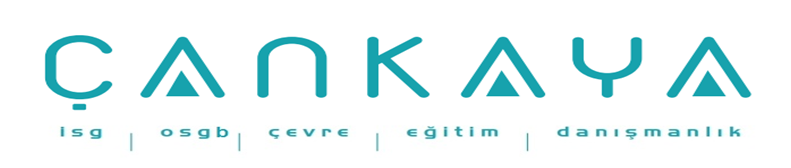 ÇANKAYA
isg | osgb | çevre | eğitim | danışmanlık